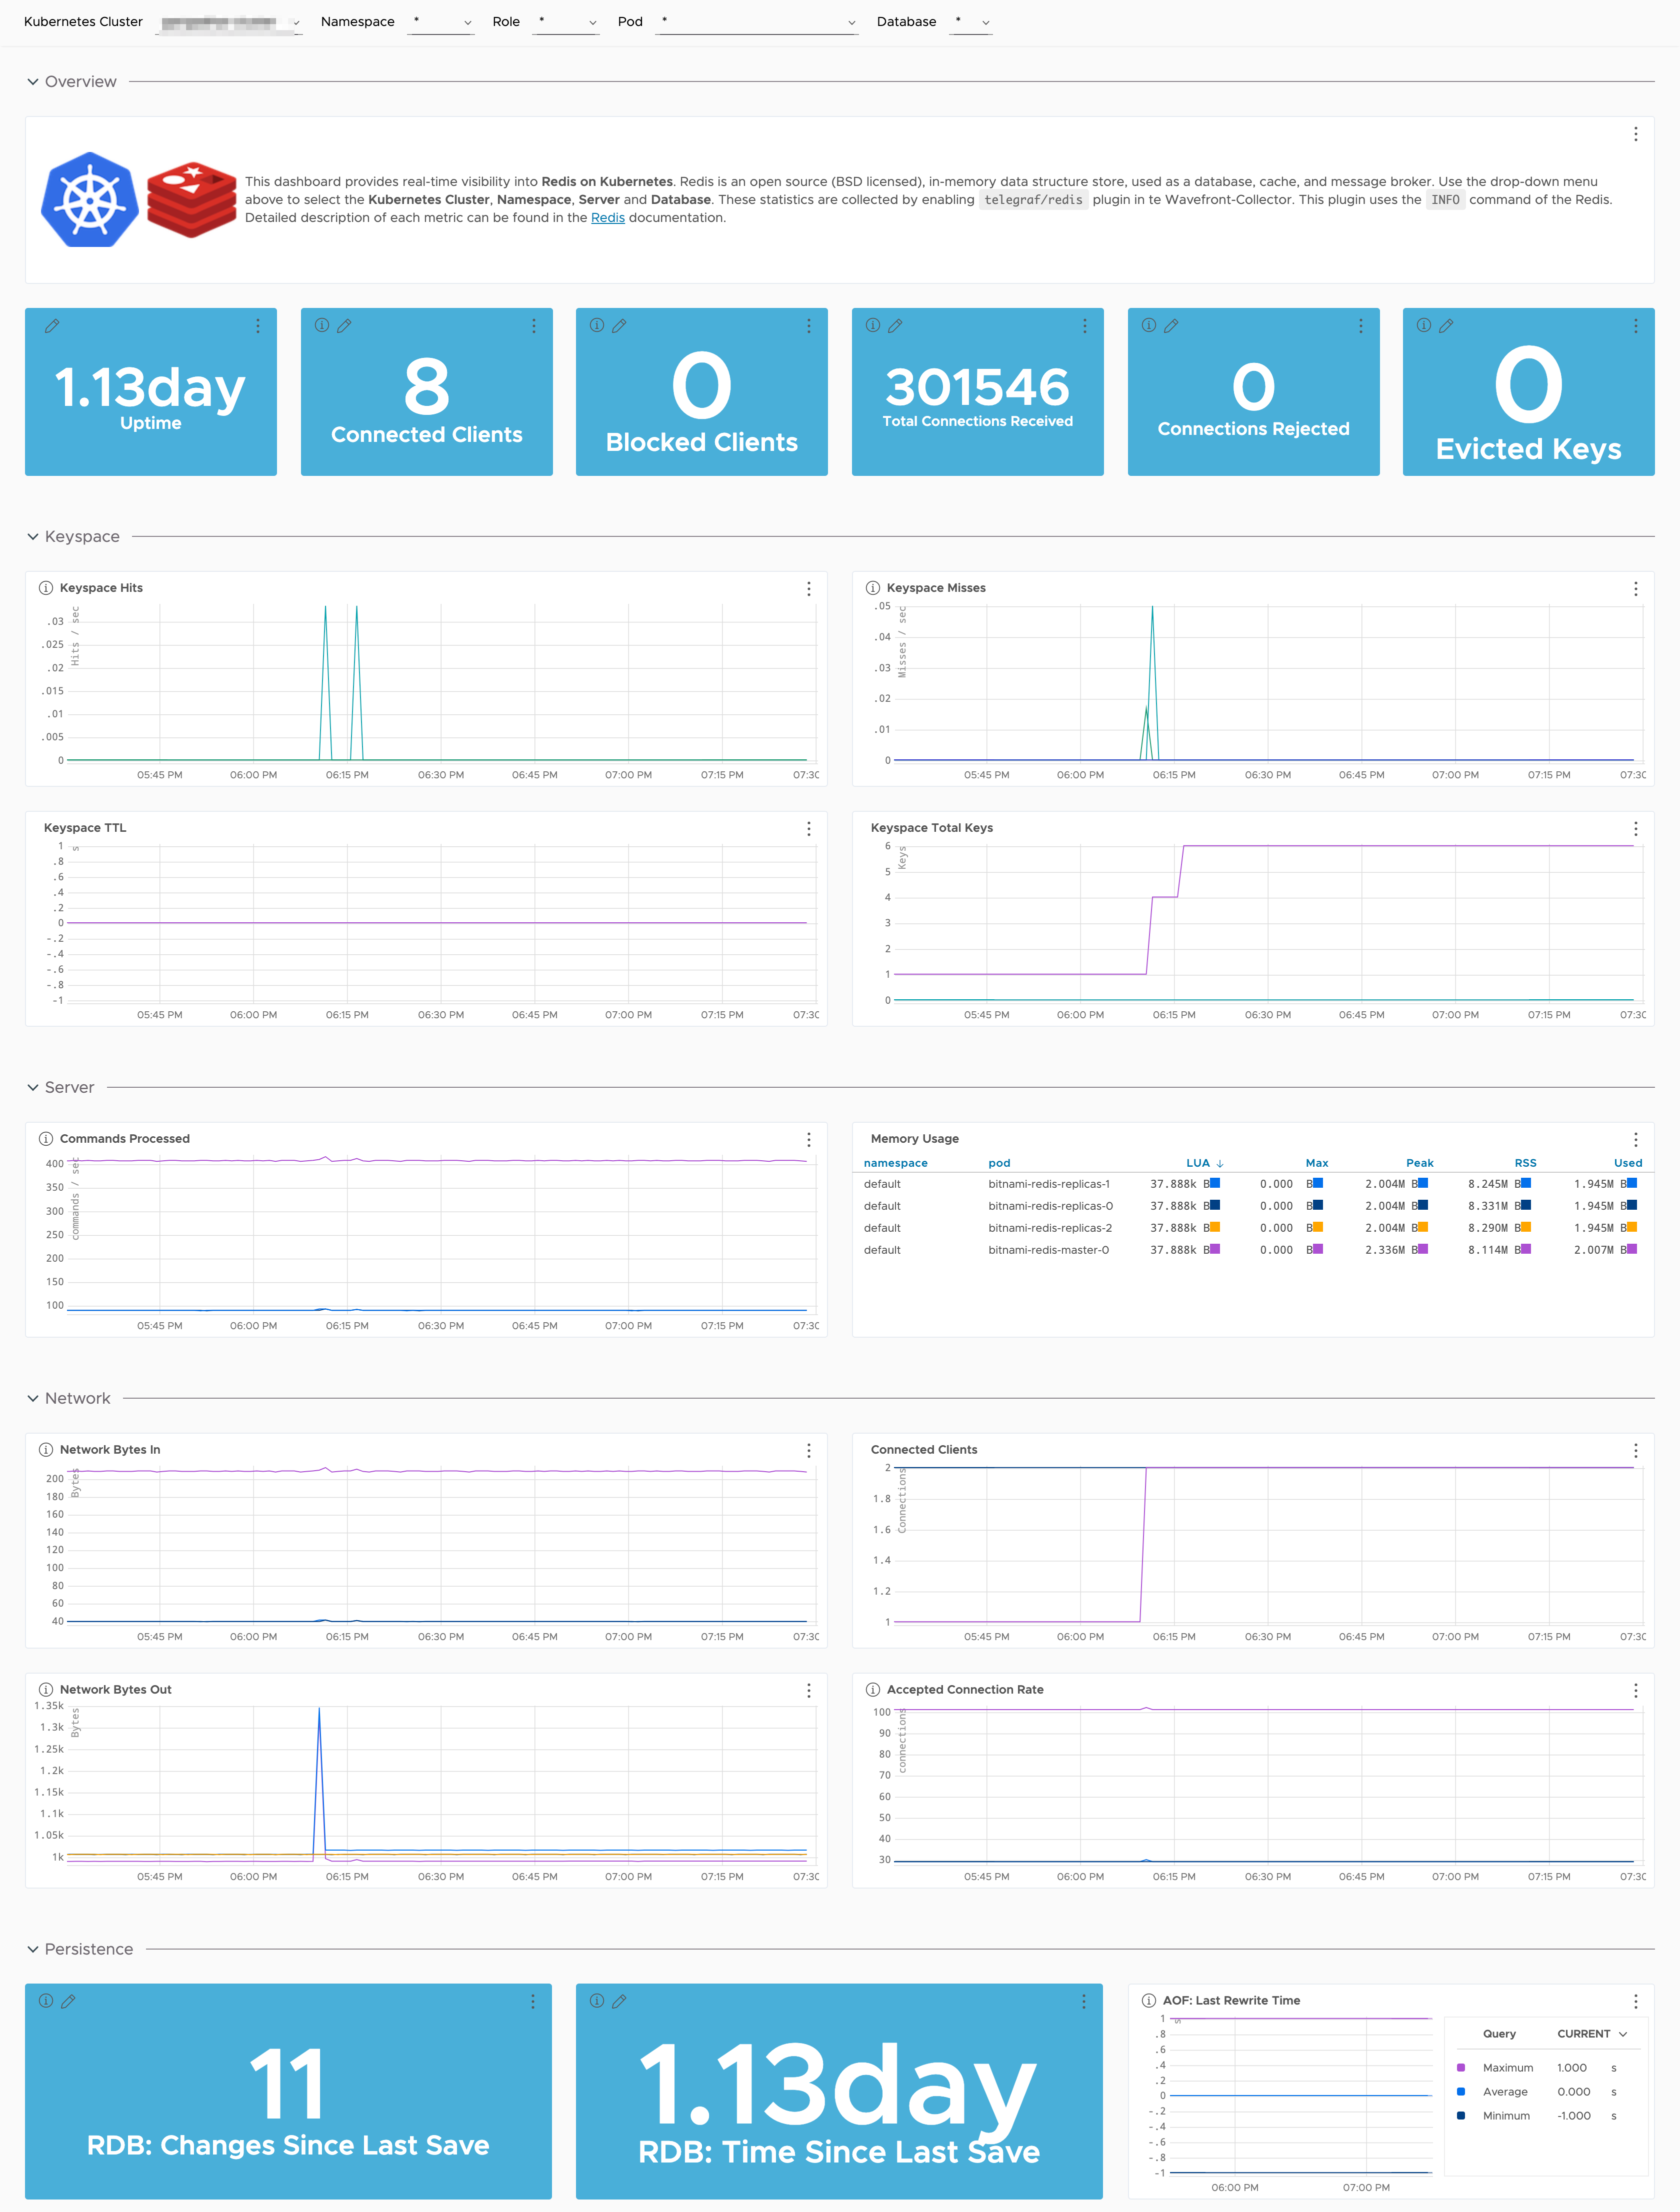 Kubernetes Cluster Namespace * Role * Pod * Database *
Overview
This dashboard provides real-time visibility into Redis on Kubernetes. Redis is an open source (BSD licensed), in-memory data structure store, used as a database, cache, and message broker. Use the drop-down menu
above to select the Kubernetes Cluster, Namespace, Server and Database. These statistics are collected by enabling telegraf/redis plugin in te Wavefront-Collector. This plugin uses the INFO command of the Redis.
Detailed description of each metric can be found in the Redis documentation.
1.13day
Uptime
8
Connected Clients
0
Blocked Clients
301546
Total Connections Received
0
Connections Rejected
0
Evicted Keys
Keyspace
Keyspace Hits
Hits / sec
.03
.025
.02
.015
.01
.005
0
05:45 PM 06:00 PM 06:15 PM 06:30 PM 06:45 PM 07:00 PM 07:15 PM 07:30
Keyspace Misses
Misses / sec
.05
.04
.03
.02
.01
0
05:45 PM 06:00 PM 06:15 PM 06:30 PM 06:45 PM 07:00 PM 07:15 PM 07:30
Keyspace TTL
s
1
.8
.6
.4
.2
0
-.2
-.4
-.6
-.8
-1
05:45 PM 06:00 PM 06:15 PM 06:30 PM 06:45 PM 07:00 PM 07:15 PM 07:30
Keyspace Total Keys
Keys
6
5
4
3
2
1
0
05:45 PM 06:00 PM 06:15 PM 06:30 PM 06:45 PM 07:00 PM 07:15 PM 07:30
Server
Commands Processed
commands / sec
400
350
300
250
200
150
100
05:45 PM 06:00 PM 06:15 PM 06:30 PM 06:45 PM 07:00 PM 07:15 PM 07:30
Memory Usage
namespace pod LUA ↓ Max Peak RSS Used
default bitnami-redis-replicas-1 37.888k B 0.000 B 2.004M B 8.245M B 1.945M B
default bitnami-redis-replicas-0 37.888k B 0.000 B 2.004M B 8.331M B 1.945M B
default bitnami-redis-replicas-2 37.888k B 0.000 B 2.004M B 8.290M B 1.945M B
default bitnami-redis-master-0 37.888k B 0.000 B 2.336M B 8.114M B 2.007M B
Network
Network Bytes In
Bytes
200
180
160
140
120
100
80
60
40
05:45 PM 06:00 PM 06:15 PM 06:30 PM 06:45 PM 07:00 PM 07:15 PM 07:30
Connected Clients
Connections
2
1.8
1.6
1.4
1.2
1
05:45 PM 06:00 PM 06:15 PM 06:30 PM 06:45 PM 07:00 PM 07:15 PM 07:30
Network Bytes Out
Bytes
1.35k
1.3k
1.25k
1.2k
1.15k
1.1k
1.05k
1k
05:45 PM 06:00 PM 06:15 PM 06:30 PM 06:45 PM 07:00 PM 07:15 PM 07:30
Accepted Connection Rate
connections
100
90
80
70
60
50
40
30
05:45 PM 06:00 PM 06:15 PM 06:30 PM 06:45 PM 07:00 PM 07:15 PM 07:30
Persistence
11
RDB: Changes Since Last Save
1.13day
RDB: Time Since Last Save
AOF: Last Rewrite Time
s
1
.8
.6
.4
.2
0
-.2
-.4
-.6
-.8
-1
06:00 PM 07:00 PM
Query CURRENT
Maximum 1.000 s
Average 0.000 s
Minimum -1.000 s